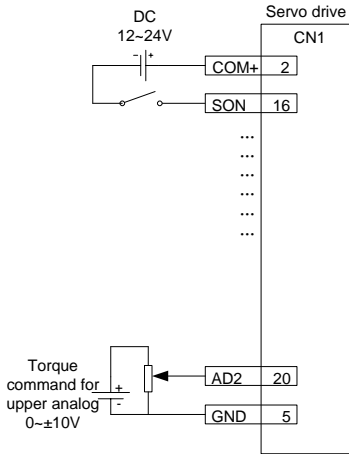 Servo drive
DC
12~24V
CN1
- +
COM+ 2
SON 16
...
...
...
...
...
...
Torque
command for
upper analog
0~±10V
+
-
AD2 20
GND 5